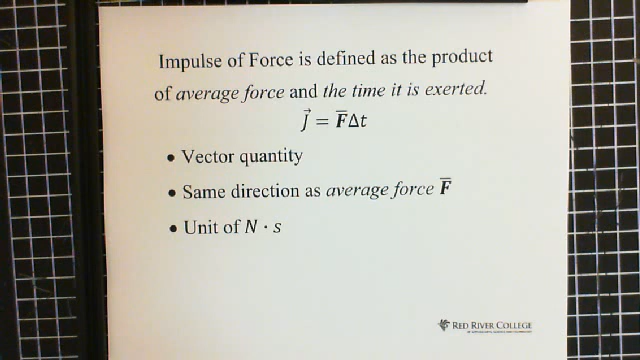 Impulse of Force is defined as the product
of average force and the time it is exerted.
J⃗ = F̅Δt
• Vector quantity
• Same direction as average force F̅
• Unit of N · s
RED RIVER COLLEGE